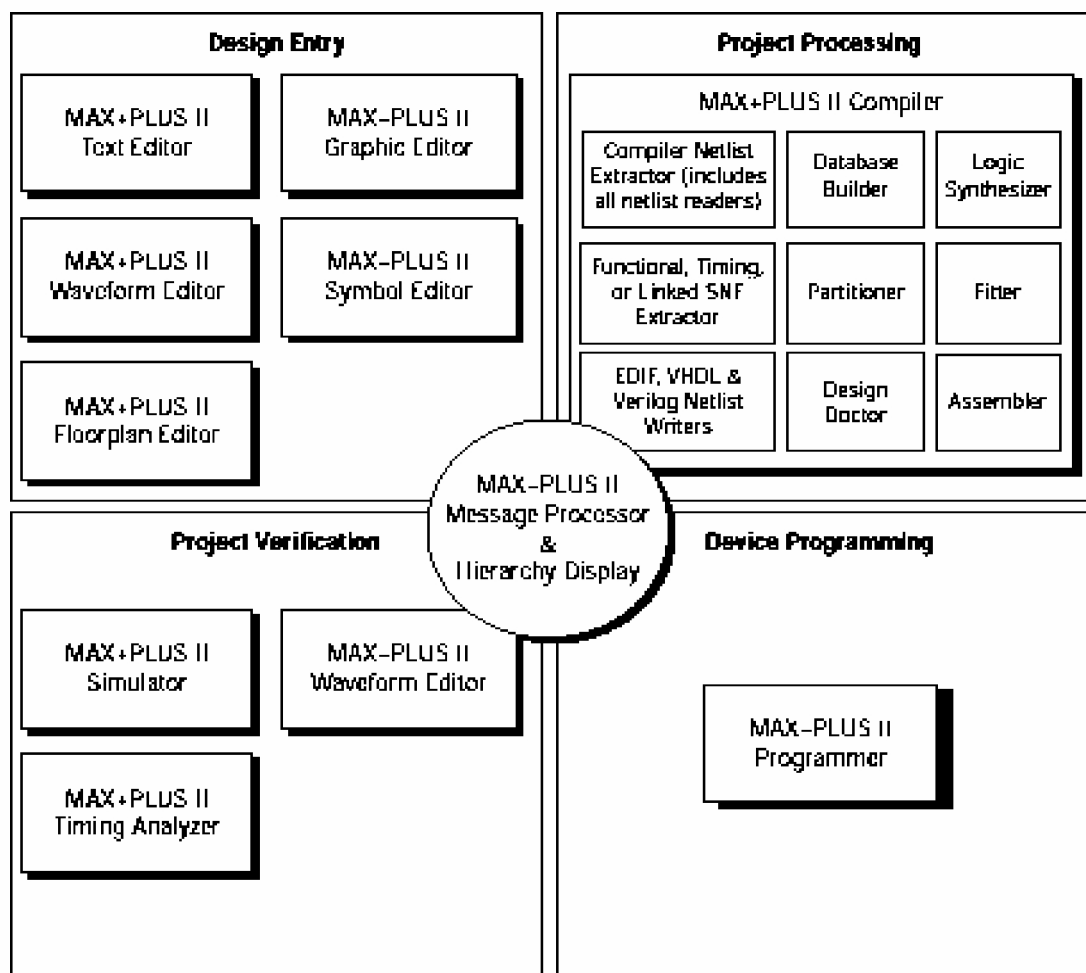 Design Entry
MAX+PLUS II
Text Editor
MAX–PLUS II
Graphic Editor
MAX+PLUS II
Waveform Editor
MAX–PLUS II
Symbol Editor
MAX+PLUS II
Floorplan Editor
Project Processing
MAX+PLUS II Compiler
Compiler Netlist
Extractor (includes
all netlist readers)
Database
Builder
Logic
Synthesizer
Functional, Timing,
or Linked SNF
Extractor
Partitioner
Fitter
EDIF, VHDL &
Verilog Netlist
Writers
Design
Doctor
Assembler
MAX–PLUS II
Message Processor
&
Hierarchy Display
Project Verification
MAX+PLUS II
Simulator
MAX–PLUS II
Waveform Editor
MAX+PLUS II
Timing Analyzer
Device Programming
MAX–PLUS II
Programmer